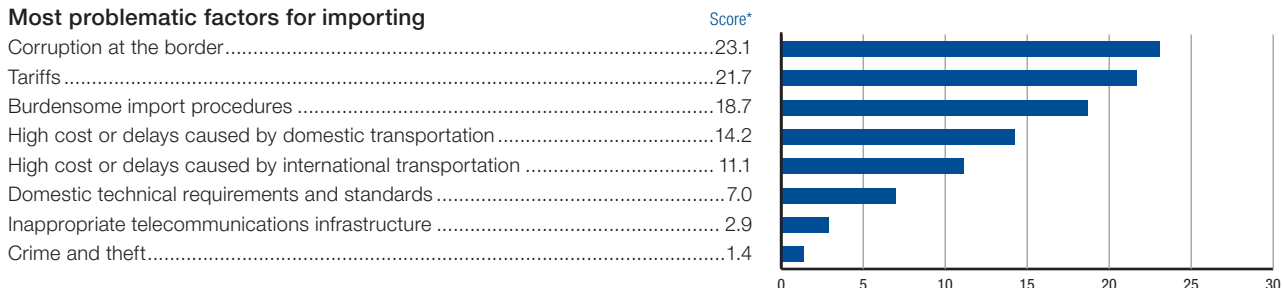 Most problematic factors for importing Score*
Corruption at the border.......................................................................................23.1
Tariffs.....................................................................................................................21.7
Burdensome import procedures ..........................................................................18.7
High cost or delays caused by domestic transportation......................................14.2
High cost or delays caused by international transportation ................................. 11.1
Domestic technical requirements and standards..................................................7.0
Inappropriate telecommunications infrastructure .................................................. 2.9
Crime and theft......................................................................................................1.4
0 5 10 15 20 25 30